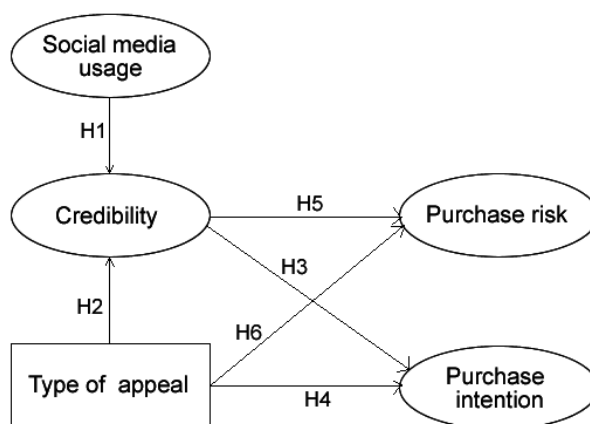 Social media
usage
H1
Credibility
H5
Purchase risk
H3
H2
H6
Type of appeal
H4
Purchase
intention